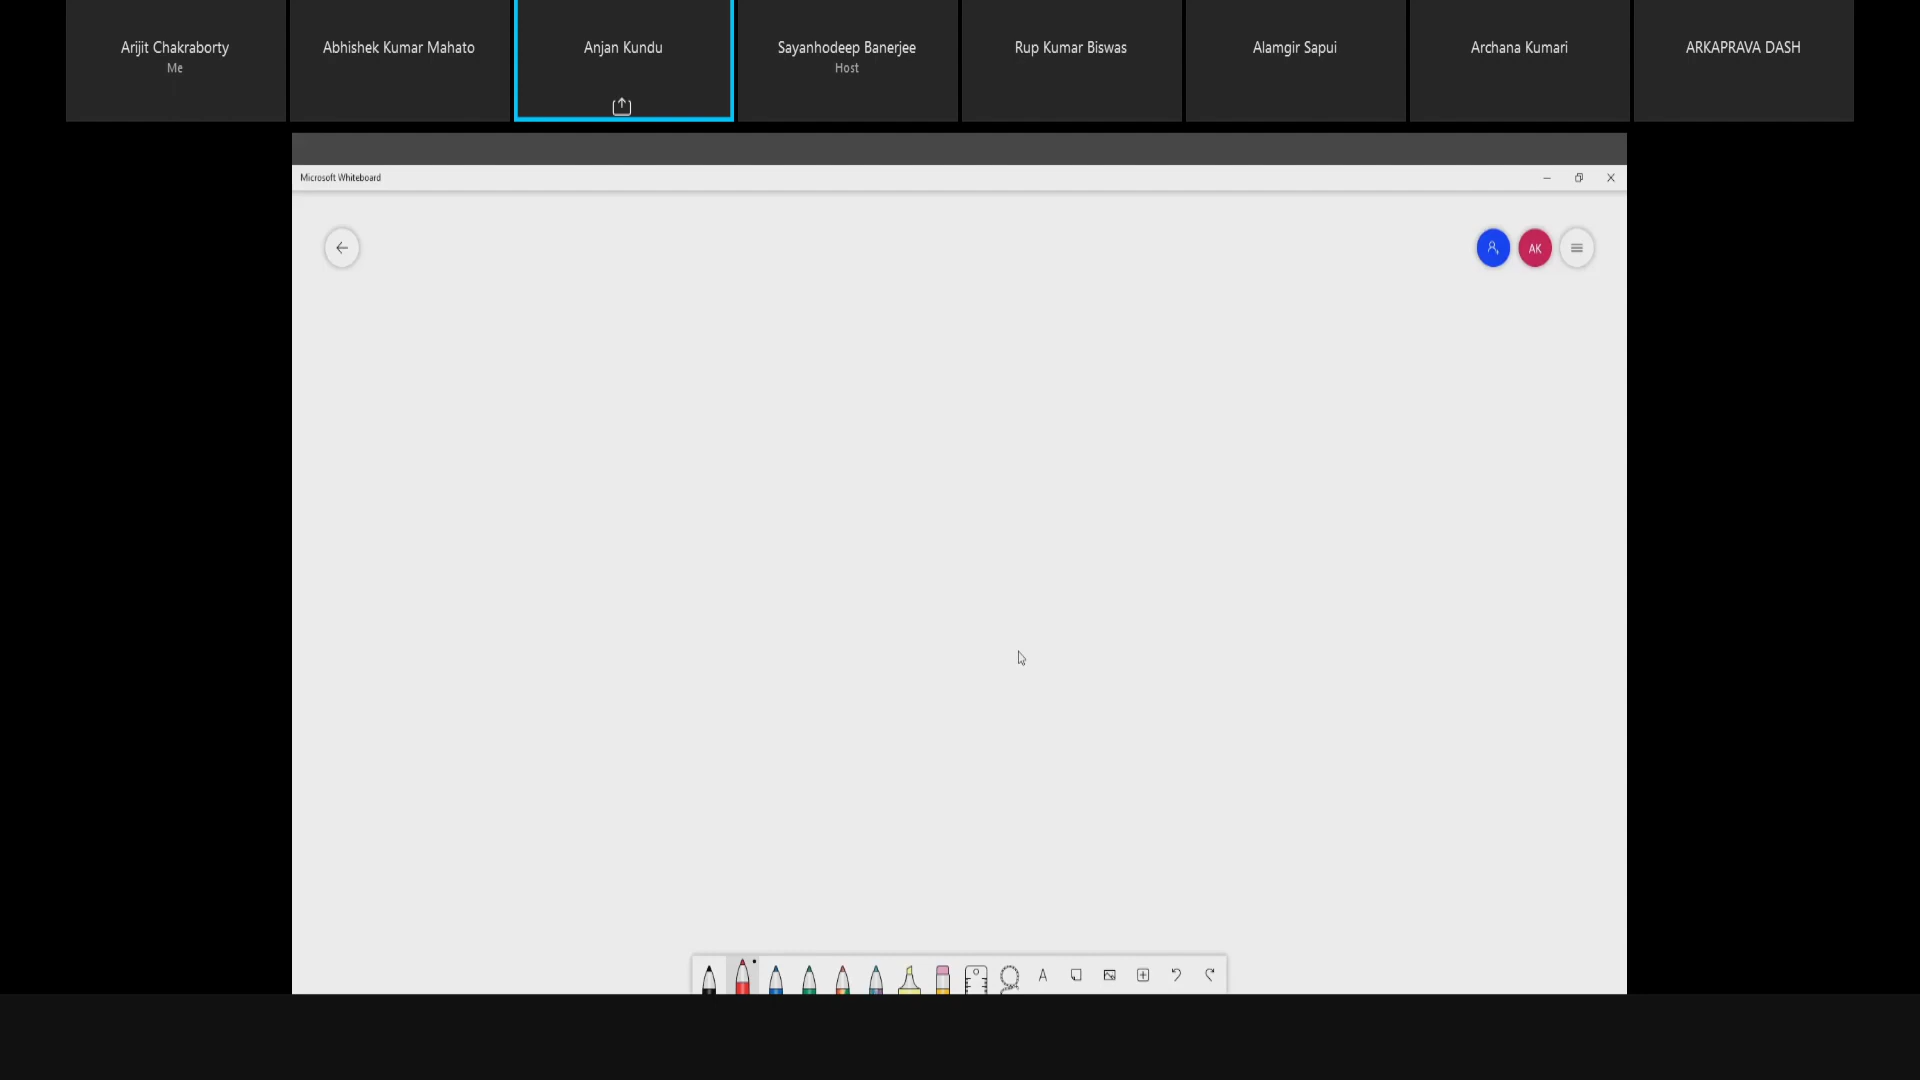 Arijit Chakraborty
Me
Abhishek Kumar Mahato
Anjan Kundu
Sayanhodeep Banerjee
Host
Rup Kumar Biswas
Alamgir Sapui
Archana Kumari
ARKAPRAVA DASH
Microsoft Whiteboard
AK
A